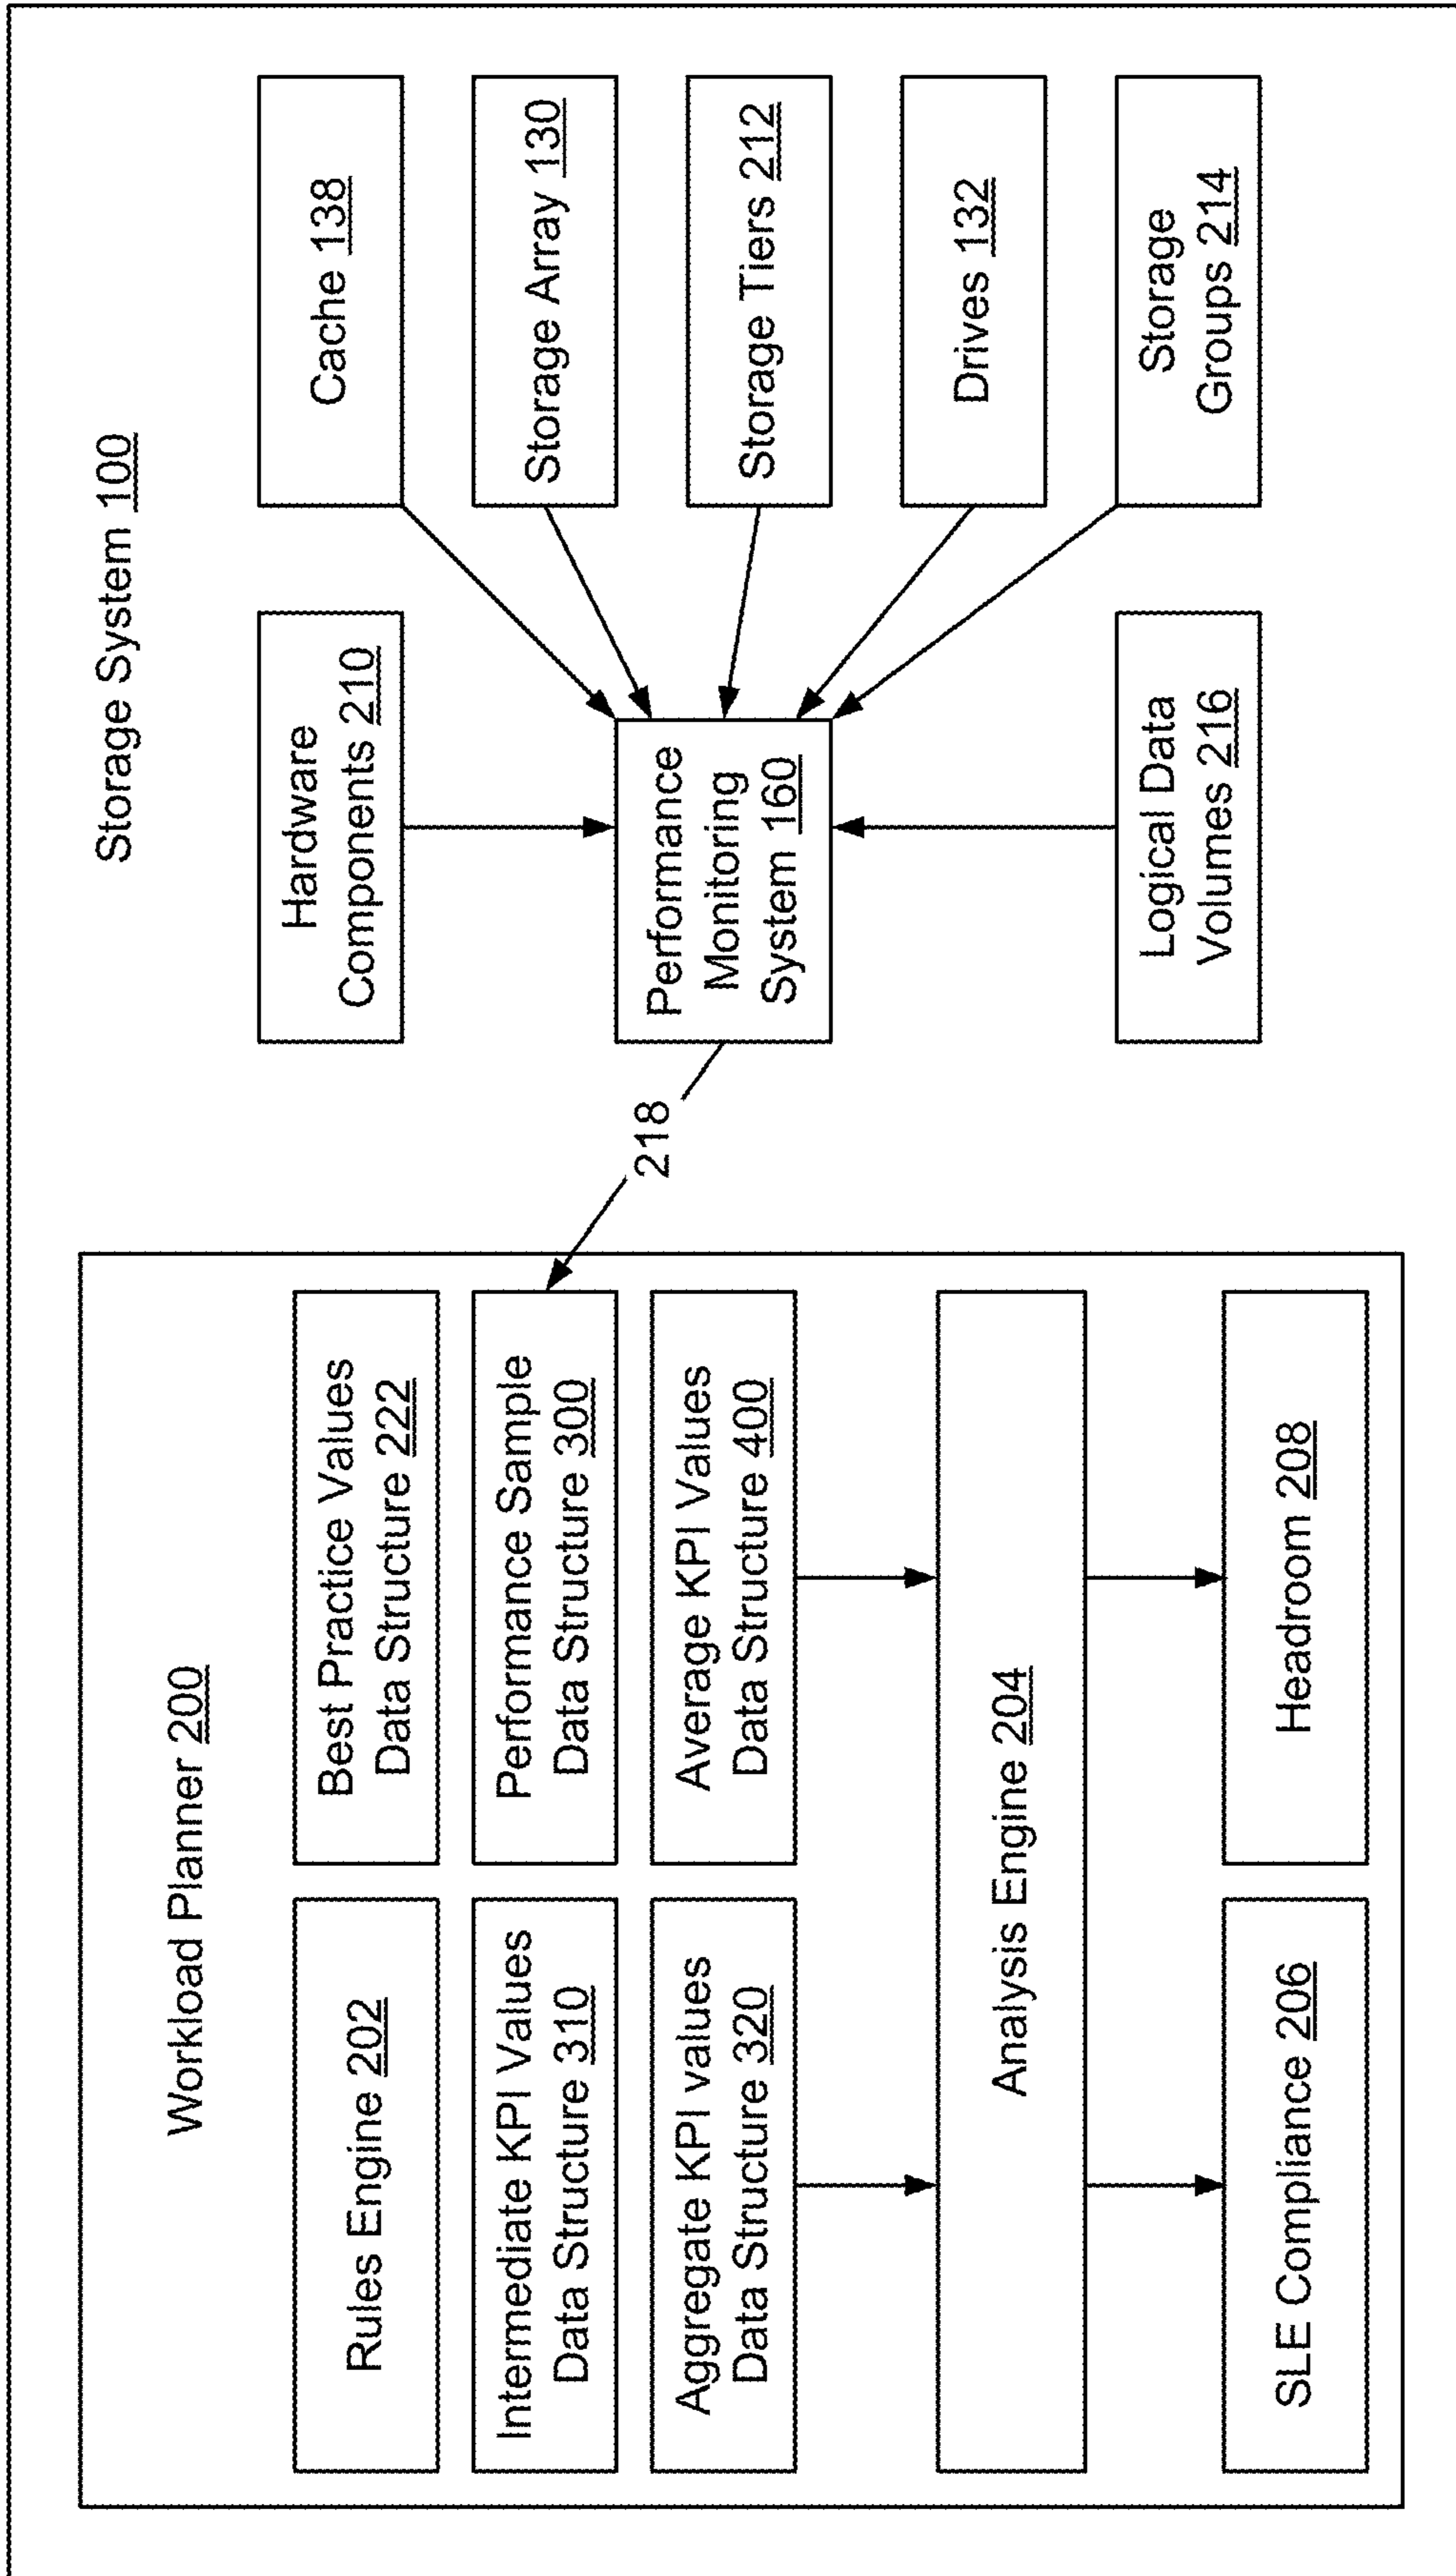 Storage System 100
Workload Planner 200
Rules Engine 202
Best Practice Values
Data Structure 222
Intermediate KPI Values
Data Structure 310
Performance Sample
Data Structure 300
Aggregate KPI values
Data Structure 320
Average KPI Values
Data Structure 400
Analysis Engine 204
SLE Compliance 206
Headroom 208
218
Hardware
Components 210
Performance
Monitoring
System 160
Logical Data
Volumes 216
Cache 138
Storage Array 130
Storage Tiers 212
Drives 132
Storage
Groups 214